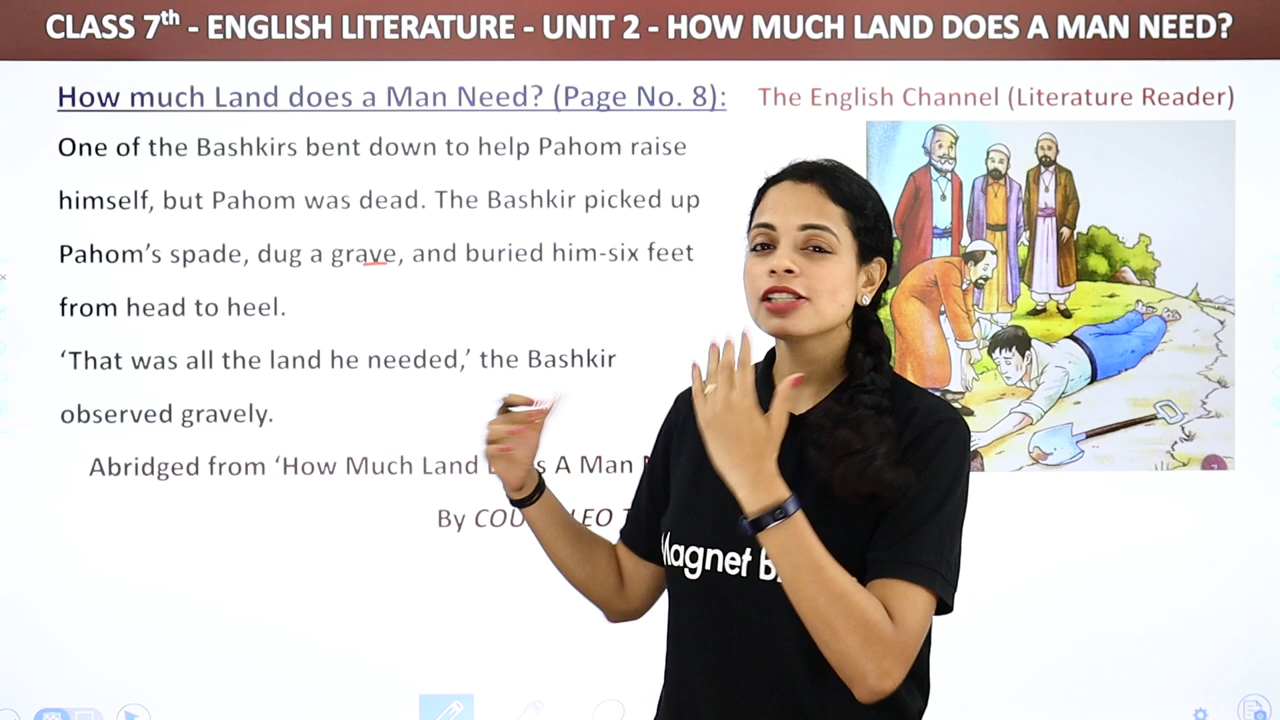 CLASS 7th - ENGLISH LITERATURE - UNIT 2 - HOW MUCH LAND DOES A MAN NEED?
How much Land does a Man Need? (Page No. 8):
The English Channel (Literature Reader)
One of the Bashkirs bent down to help Pahom raise
himself, but Pahom was dead. The Bashkir picked up
Pahom's spade, dug a grave, and buried him-six feet
from head to heel.
'That was all the land he needed,' the Bashkir
observed gravely.
Abridged from 'How Much Land A Man
By LEO
Magnet